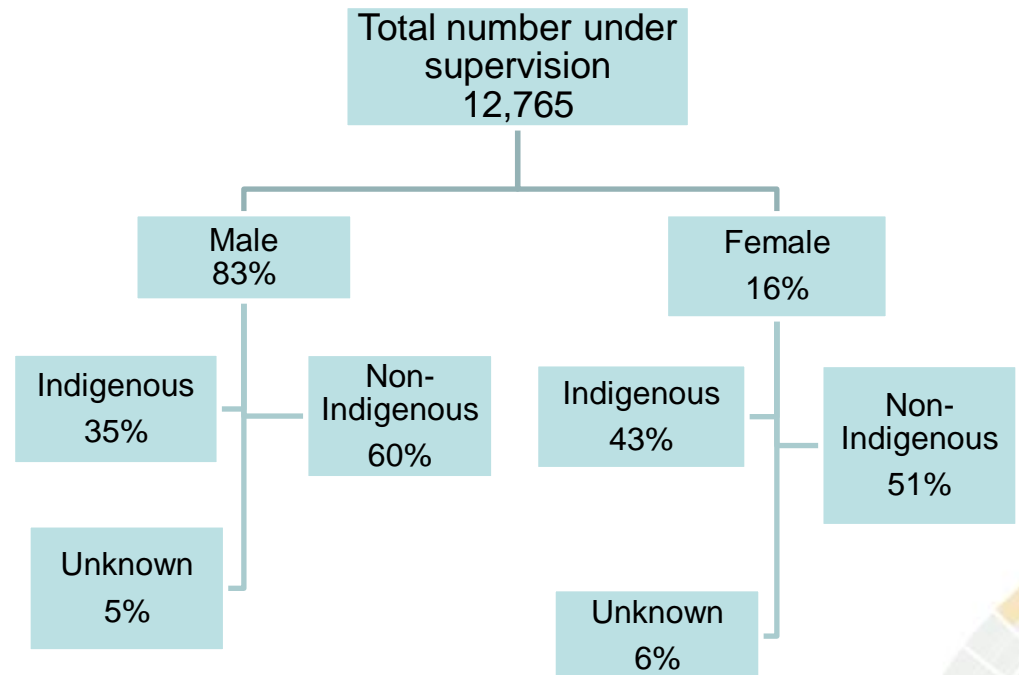 Total number under
supervision
12,765
Male
83%
Female
16%
Indigenous
35%
Non-
Indigenous
60%
Unknown
5%
Indigenous
43%
Non-
Indigenous
51%
Unknown
6%